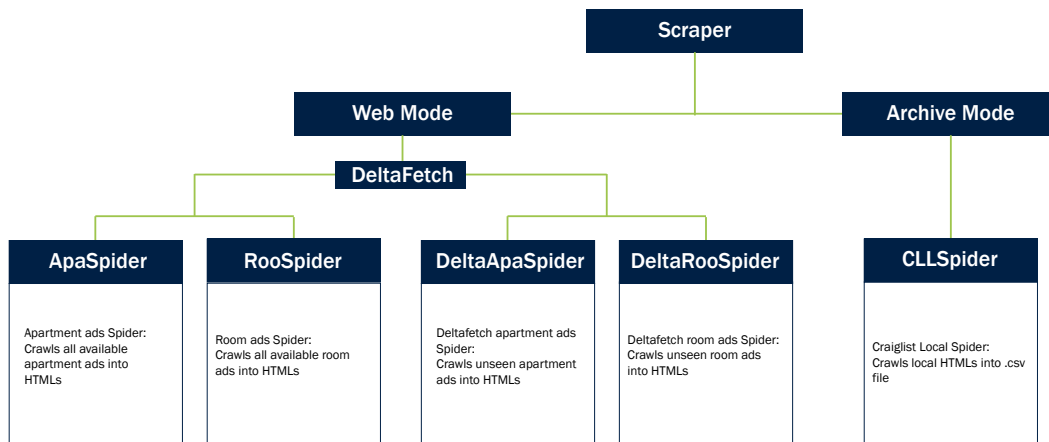 Scraper
Web Mode
Archive Mode
DeltaFetch
ApaSpider
RooSpider
DeltaApaSpider
DeltaRooSpider
CLLSpider
Apartment ads Spider:
Crawls all available
apartment ads into
HTMLs
Room ads Spider:
Crawls all available room
ads into HTMLs
Deltafetch apartment ads
Spider:
Crawls unseen apartment
ads into HTMLs
Deltafetch room ads Spider:
Crawls unseen room ads
into HTMLs
Craiglist Local Spider:
Crawls local HTMLs into .csv
file